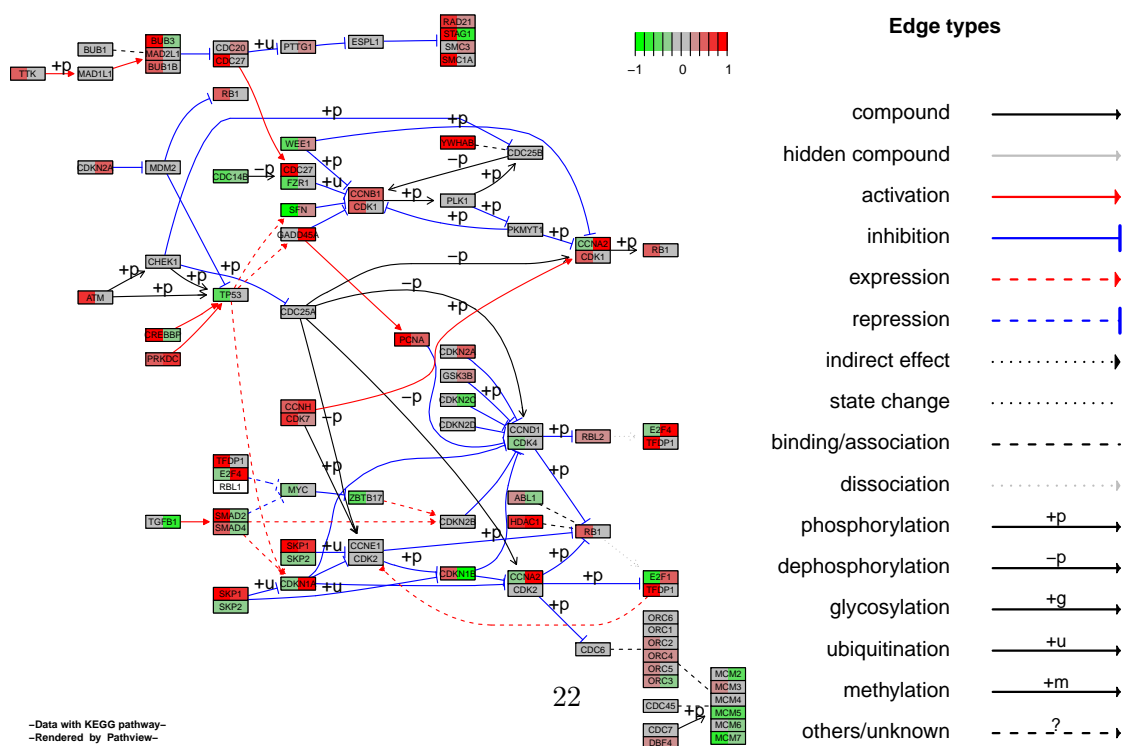 Edge types
compound
hidden compound
activation
inhibition
expression
repression
indirect effect
state change
binding/association
dissociation
phosphorylation +p
dephosphorylation −p
glycosylation +g
ubiquitination +u
methylation +m
others/unknown ?
−1 0 1
BUB1
TTK
+p
MAD1L1
BUB3
MAD2L1
BUB1B
CDC20
CDC27
+u
PTTG1
ESPL1
RAD21
STAG1
SMC3
SMC1A
RB1
+p
+p
WEE1
YWHAB
CDC25B
CDKN2A
MDM2
+p
−p
−p
CDC14B
CDC27
FZR1
+u
CCNB1
CDK1
+p
PLK1
+p
SFN
GADD45A
+p
PKMYT1
+p
CCNA2
CDK1
+p
RB1
CHEK1
+p
+p
+p
−p
ATM
+p
TP53
−p
+p
CDC25A
CREBBP
PRKDC
PCNA
CDKN2A
GSK3B
CDKN2C
CDKN2D
+p
−p
CCNH
CDK7
−p
+p
CCND1
CDK4
+p
RBL2
E2F4
TFDP1
TFDP1
E2F4
RBL1
MYC
ZBTB17
+p
ABL1
HDAC1
RB1
TGFB1
SMAD2
SMAD4
CDKN2B
SKP1
SKP2
+u
CCNE1
CDK2
+p
+p
CDKN1A
+u
+u
CDKN1B
CCNA2
CDK2
+p
E2F1
TFDP1
SKP1
SKP2
+p
CDC6
ORC6
ORC1
ORC2
ORC4
ORC5
ORC3
MCM2
MCM3
MCM4
MCM5
MCM6
MCM7
CDC45
+p
CDC7
DBF4
22
−Data with KEGG pathway−
−Rendered by Pathview−